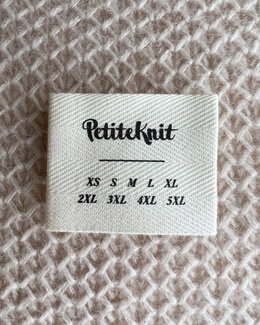 PetiteKnit
XS S M L XL
2XL 3XL 4XL 5XL